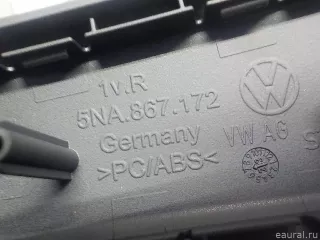 1v.R
5NA.867.172
Germany VW AG
>PC/ABS<
eaural.ru